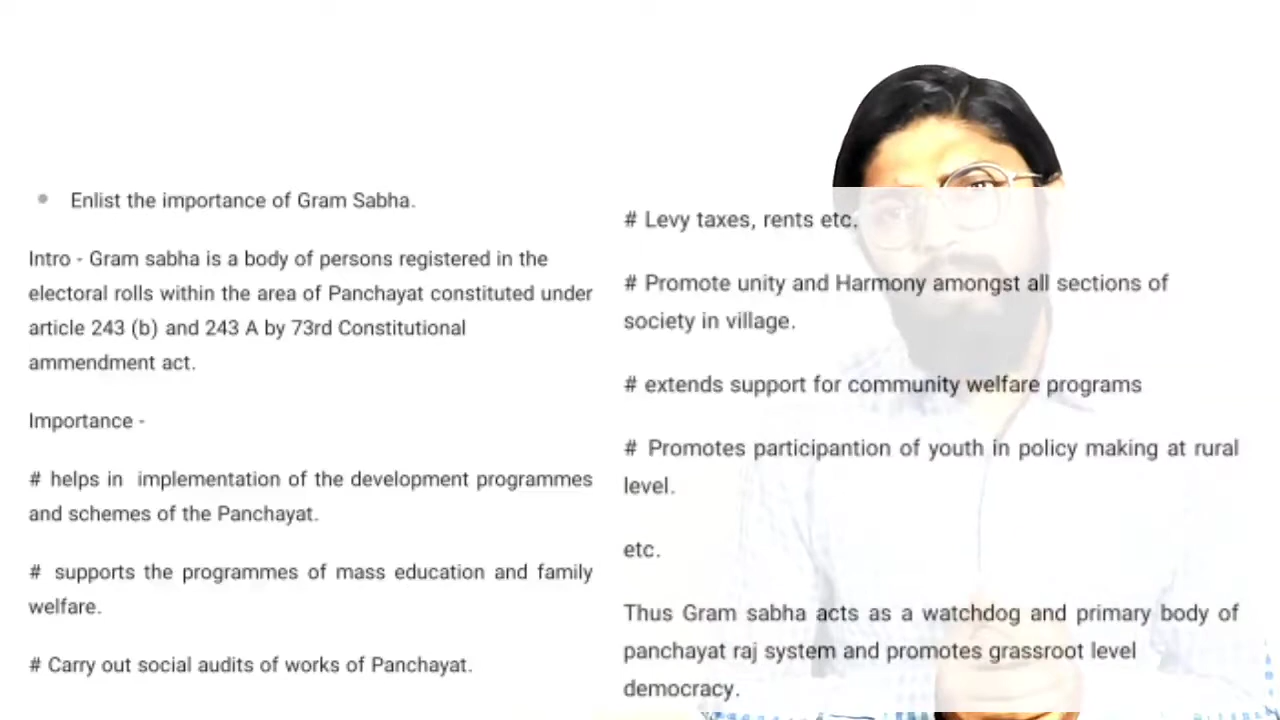 Enlist the importance of Gram Sabha.
Intro - Gram sabha is a body of persons registered in the
electoral rolls within the area of Panchayat constituted under
article 243 (b) and 243 A by 73rd Constitutional
ammendment act.
Importance -
# helps in implementation of the development programmes
and schemes of the Panchayat.
# supports the programmes of mass education and family
welfare.
# Carry out social audits of works of Panchayat.
# Levy taxes, rents etc.
# Promote unity and Harmony amongst all sections of
society in village.
# extends support for community welfare programs
# Promotes participantion of youth in policy making at rural
level.
etc.
Thus Gram sabha acts as a watchdog and primary body of
panchayat raj system and promotes grassroot level
democracy.